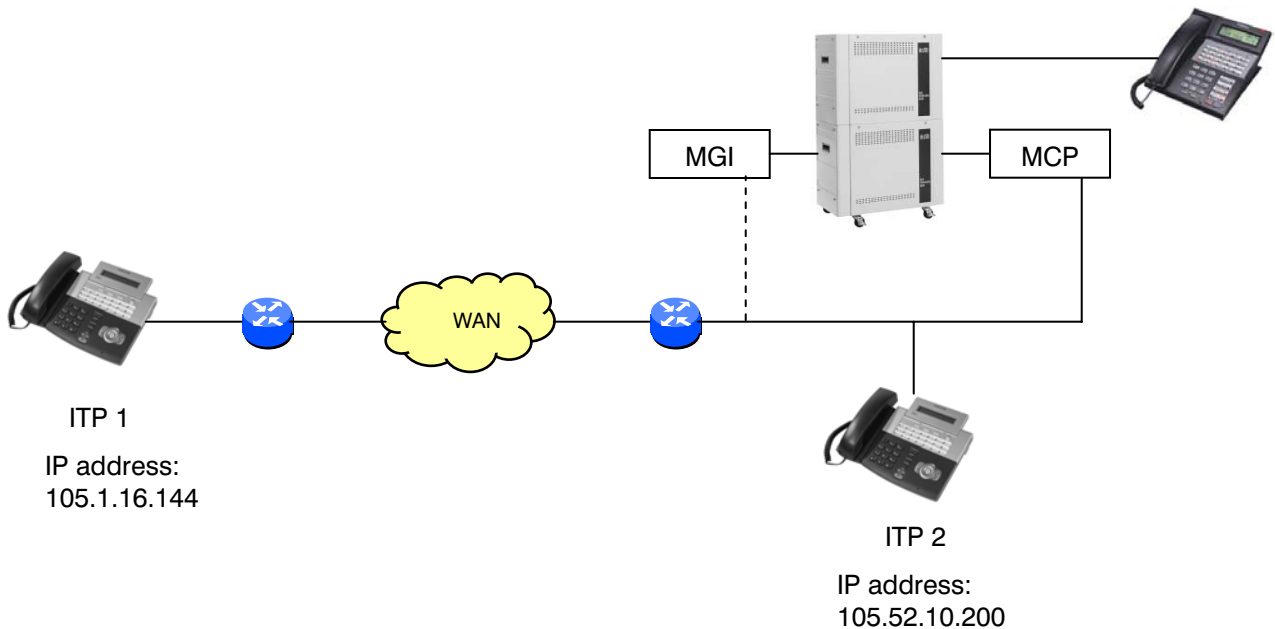 MGI
MCP
WAN
ITP 1
IP address:
105.1.16.144
ITP 2
IP address:
105.52.10.200